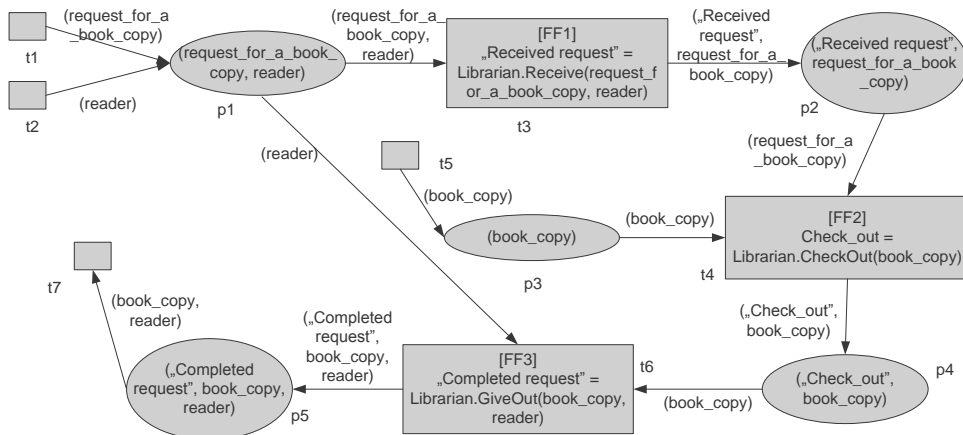 (request_for_a
_book_copy)
t1
(reader)
t2
(request_for_a_book_
copy, reader)
p1
(request_for_a_
book_copy,
reader)
[FF1]
„Received request” =
Librarian.Receive(request_f
or_a_book_copy, reader)
t3
(„Received
request”,
request_for_a_
book_copy)
(„Received request”,
request_for_a_book
_copy)
p2
(reader)
t5
(book_copy)
(book_copy)
p3
(book_copy)
(request_for_a
_book_copy)
[FF2]
Check_out =
Librarian.CheckOut(book_copy)
t4
t7
(book_copy,
reader)
(„Completed
request”, book_copy,
reader)
p5
(„Completed
request”,
book_copy,
reader)
[FF3]
„Completed request” =
Librarian.GiveOut(book_copy,
reader)
t6
(book_copy)
(„Check_out”,
book_copy)
(„Check_out”,
book_copy)
p4